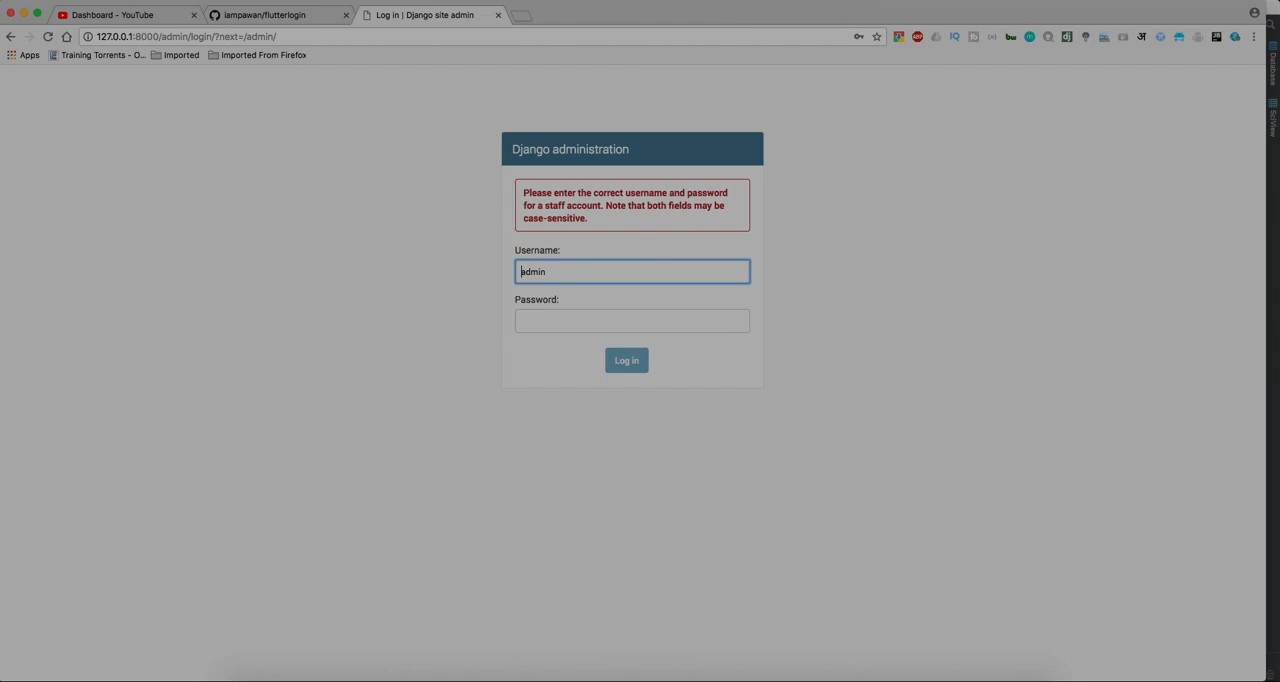 Dashboard - YouTube
iampawan/flutterlogin
Log in | Django site admin
127.0.0.1:8000/admin/login/?next=/admin/
Apps
Training Torrents - O...
Imported
Imported From Firefox
Database
SciView
Django administration
Please enter the correct username and password
for a staff account. Note that both fields may be
case-sensitive.
Username:
admin
Password:
Log in